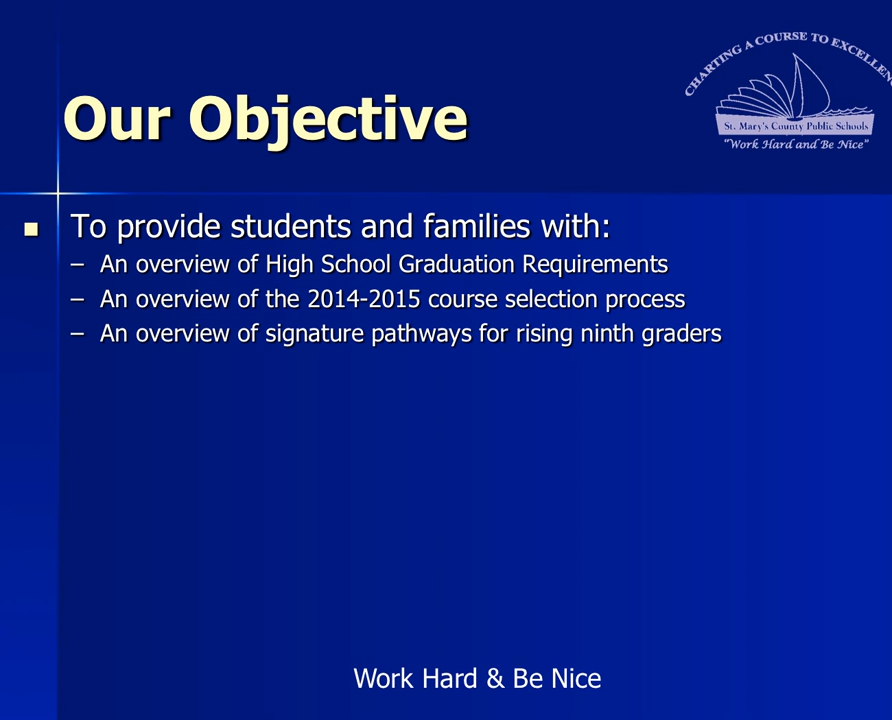 CHARTING A COURSE TO EXCELLEN
St. Mary's County Public Schools
"Work Hard and Be Nice"
Our Objective
■ To provide students and families with:
– An overview of High School Graduation Requirements
– An overview of the 2014-2015 course selection process
– An overview of signature pathways for rising ninth graders
Work Hard & Be Nice